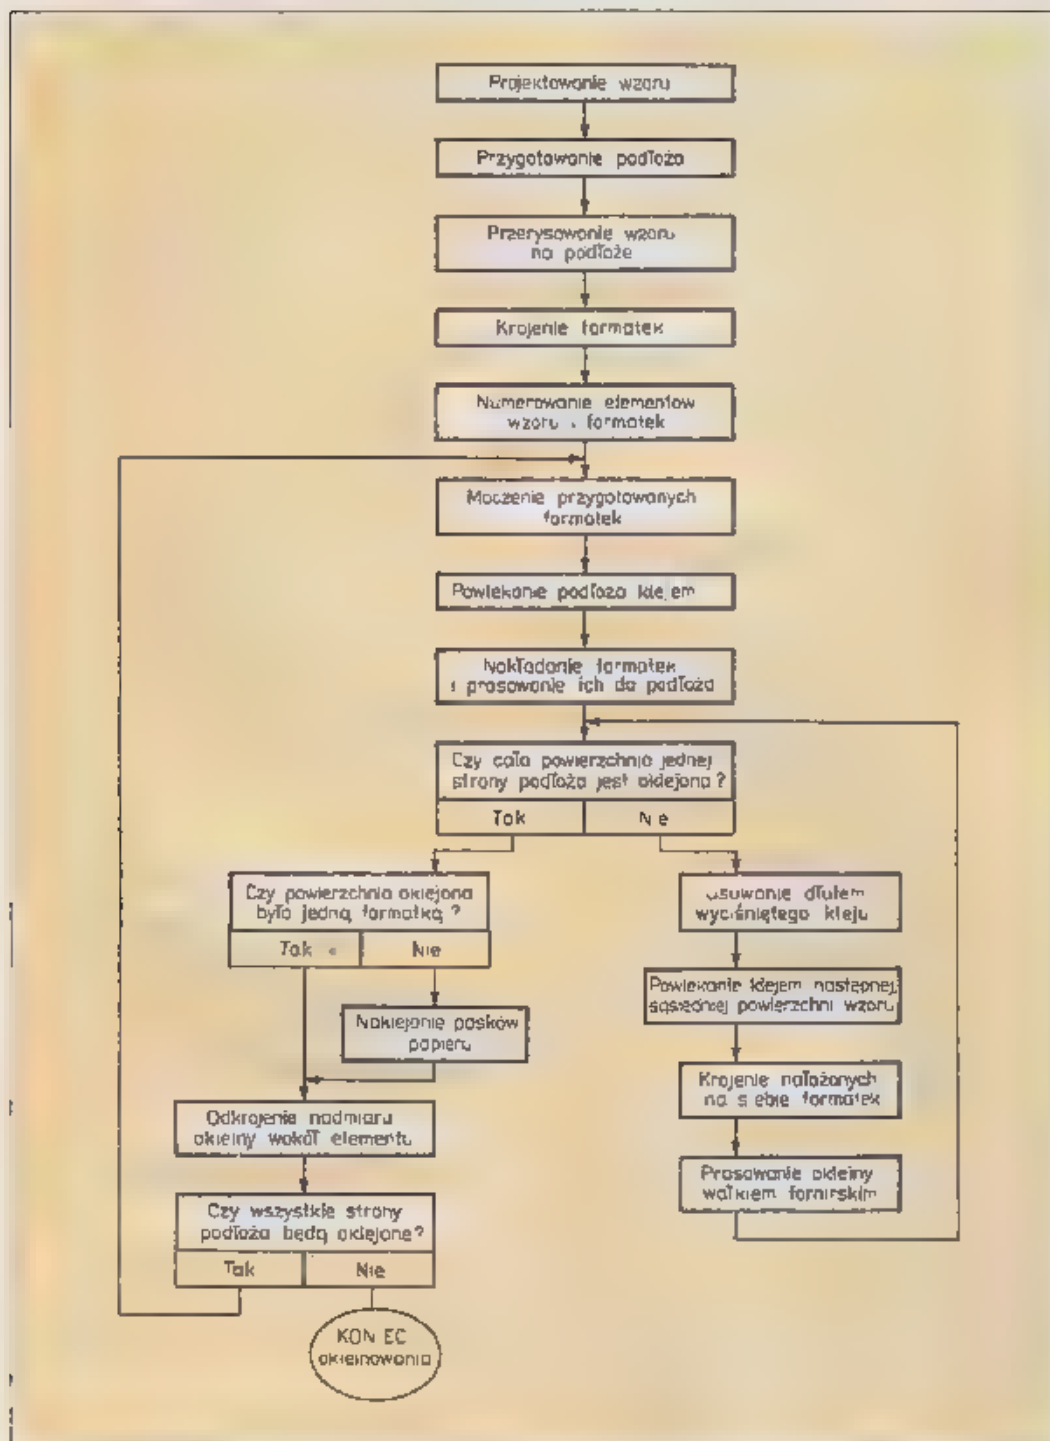 Projektowanie wzoru
Przygotowanie podłoża
Przerysowanie wzoru
na podłoże
Krojenie formatek
Numerowanie elementów
wzoru i formatek
Moczenie przygotowanych
formatek
Powlekanie podłoża klejem
Nakładanie formatek
i prasowanie ich do podłoża
Czy cała powierzchnia jednej
strony podłoża jest oklejona?
Tak Nie
Czy powierzchnia oklejona
była jedną formatką?
Tak Nie
Usuwanie dłutem
wyciśniętego kleju
Powlekanie klejem następnej,
sąsiedniej powierzchni wzoru
Naklejanie pasków
papieru
Krojenie nałożonych
na siebie formatek
Odkrojenie nadmiaru
okleiny wokół elementu
Prasowanie okleiny
wałkiem fornirskim
Czy wszystkie strony
podłoża będą oklejone?
Tak Nie
KONIEC
okleinowania